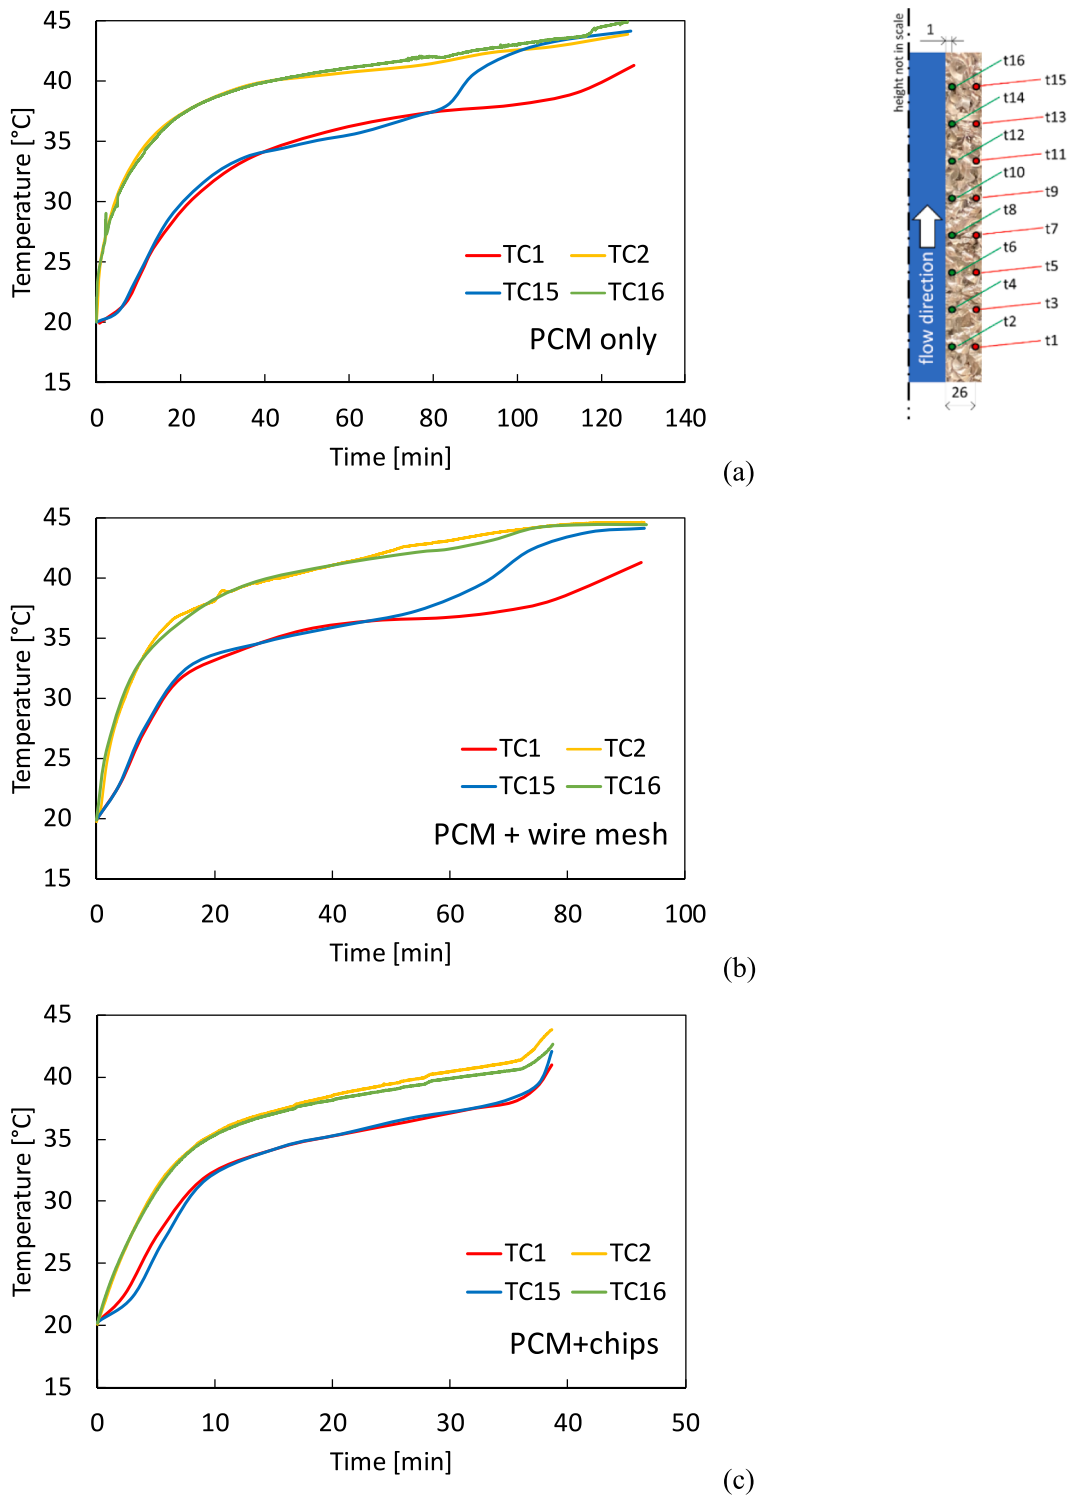 45
40
35
30
25
20
15
Temperature [°C]
TC1
TC2
TC15
TC16
PCM only
0
20
40
60
80
100
120
140
Time [min]
(a)
height not in scale
1
t16
t15
t14
t13
t12
t11
t10
t9
t8
t7
t6
t5
t4
t3
t2
t1
flow direction
26
45
40
35
30
25
20
15
Temperature [°C]
TC1
TC2
TC15
TC16
PCM + wire mesh
0
20
40
60
80
100
Time [min]
(b)
45
40
35
30
25
20
15
Temperature [°C]
TC1
TC2
TC15
TC16
PCM+chips
0
10
20
30
40
50
Time [min]
(c)